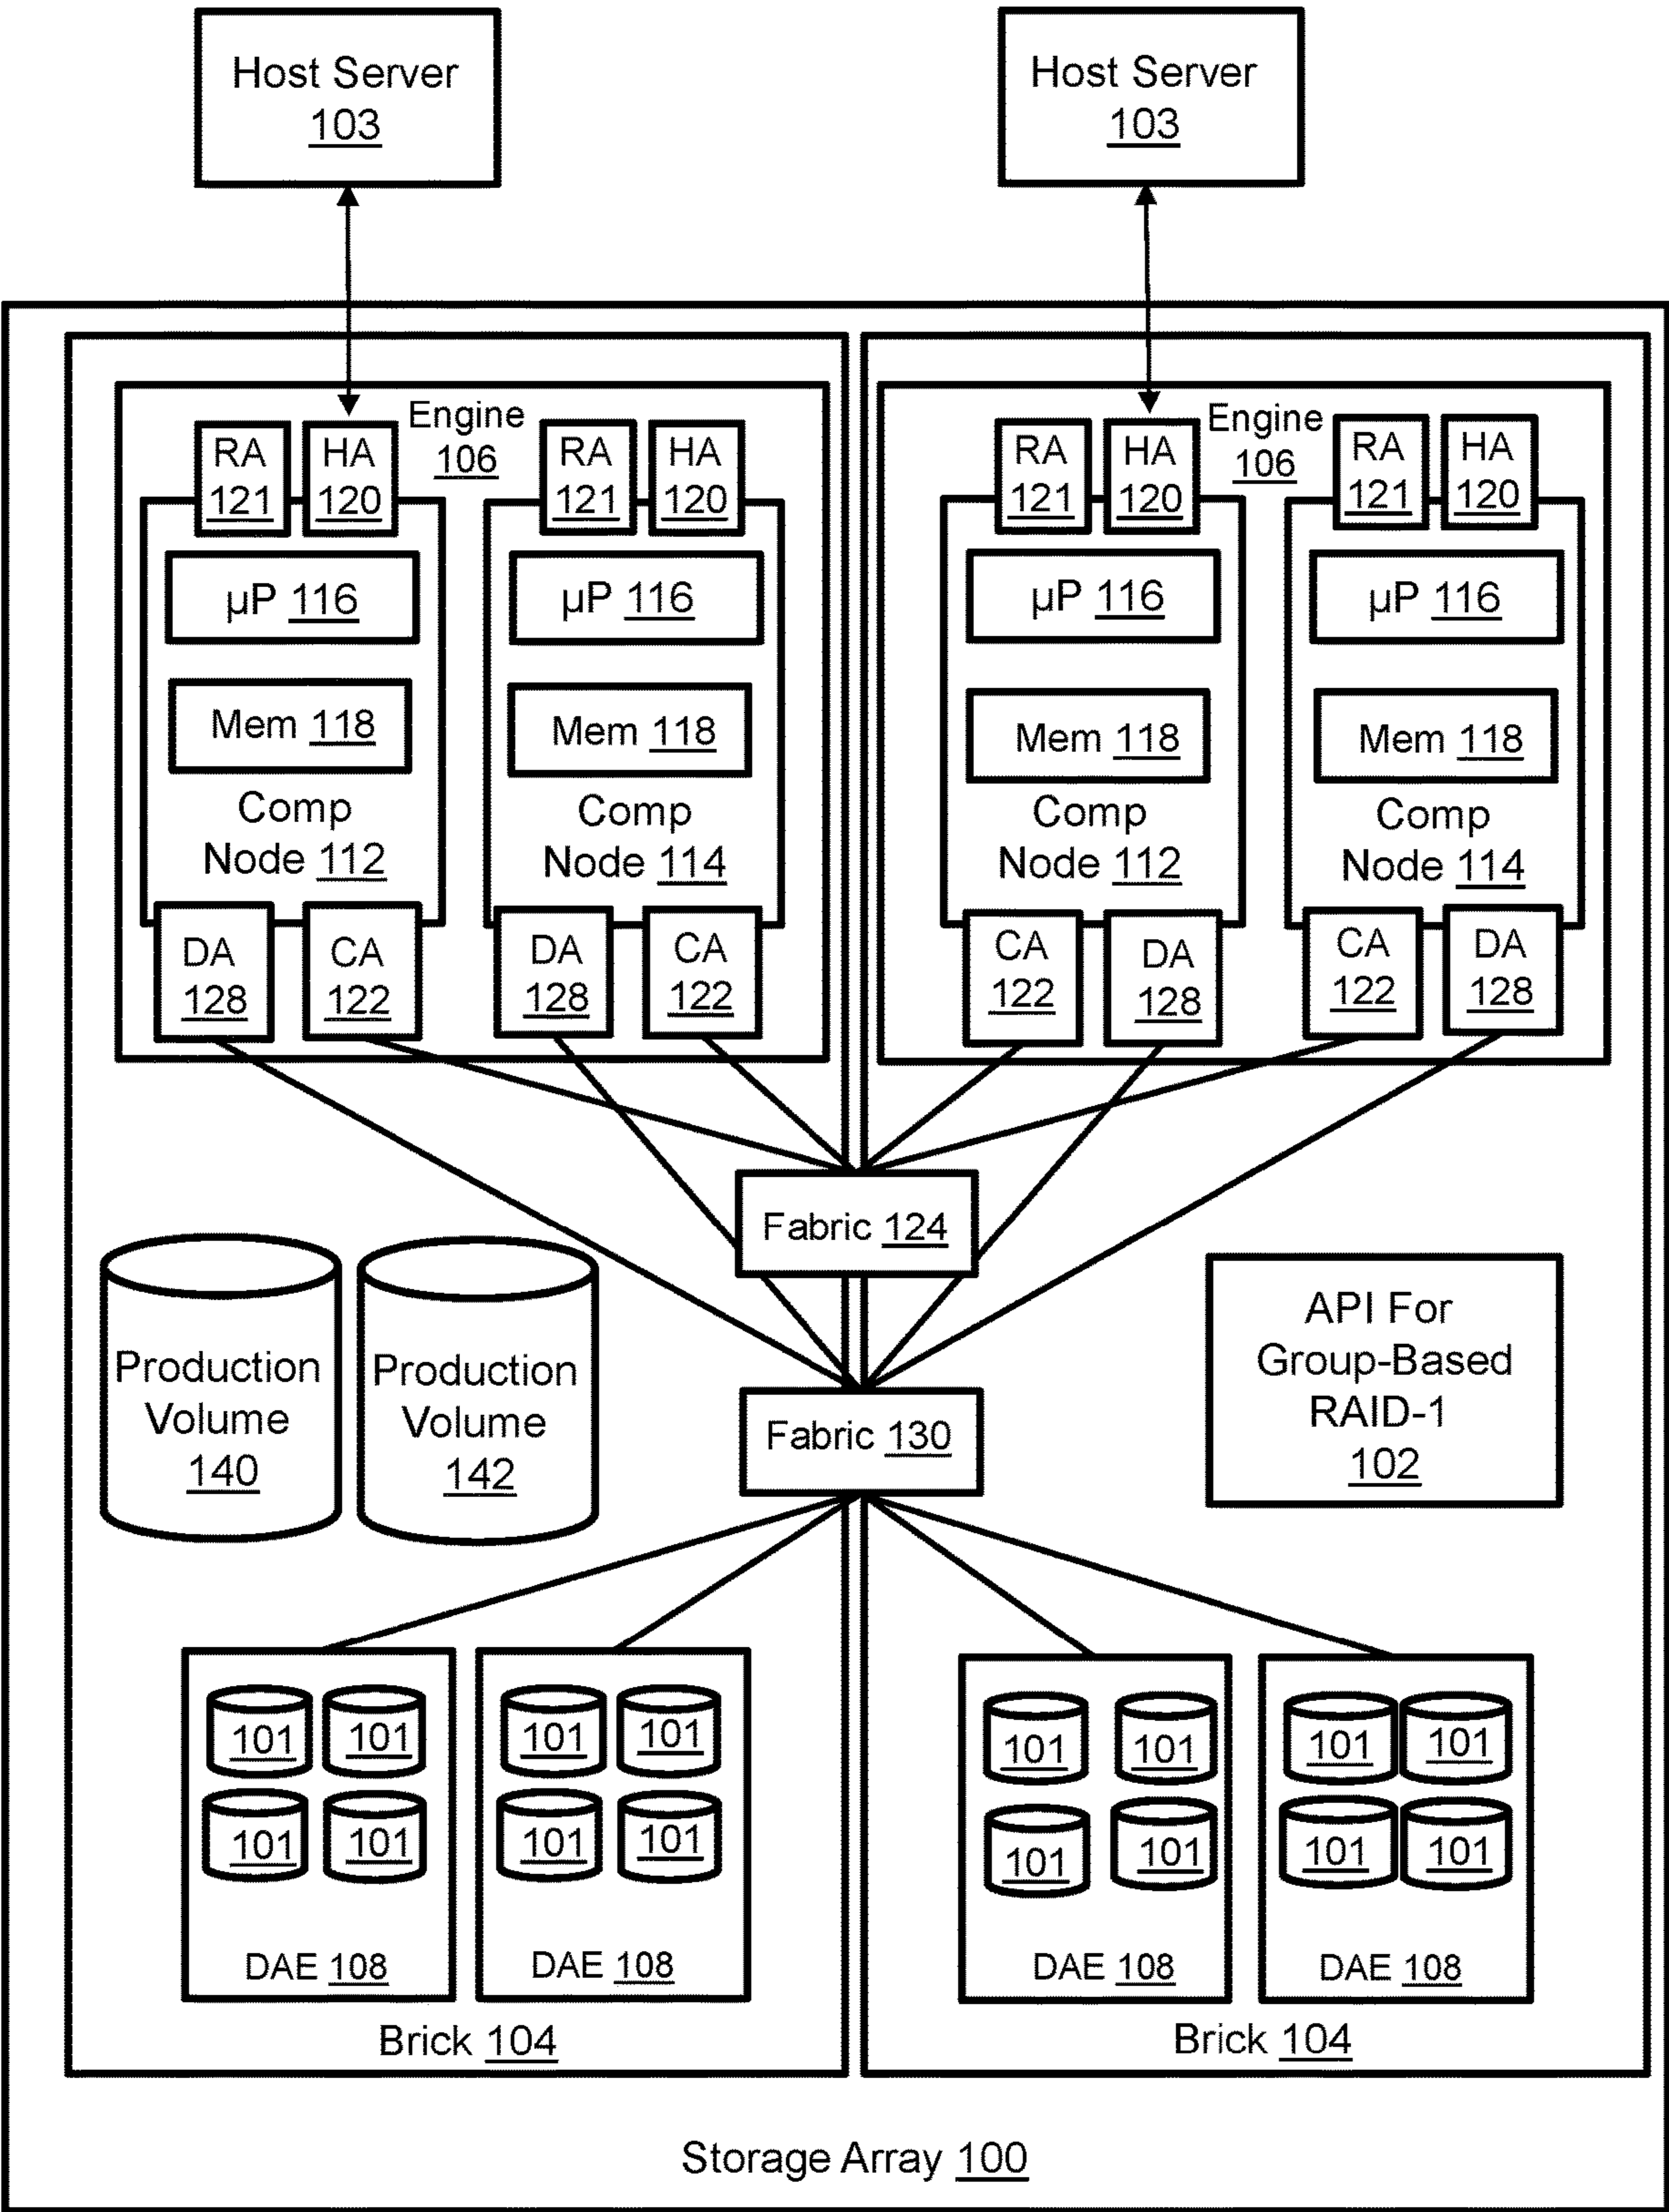 Host Server
103
Host Server
103
Engine
106
RA
121
HA
120
RA
121
HA
120
µP 116
µP 116
Mem 118
Mem 118
Comp
Node 112
Comp
Node 114
DA
128
CA
122
DA
128
CA
122
Engine
106
RA
121
HA
120
RA
121
HA
120
µP 116
µP 116
Mem 118
Mem 118
Comp
Node 112
Comp
Node 114
CA
122
DA
128
CA
122
DA
128
Fabric 124
Production
Volume
140
Production
Volume
142
Fabric 130
API For
Group-Based
RAID-1
102
101 101
101 101
DAE 108
101 101
101 101
DAE 108
101 101
101 101
DAE 108
101 101
101 101
DAE 108
Brick 104
Brick 104
Storage Array 100